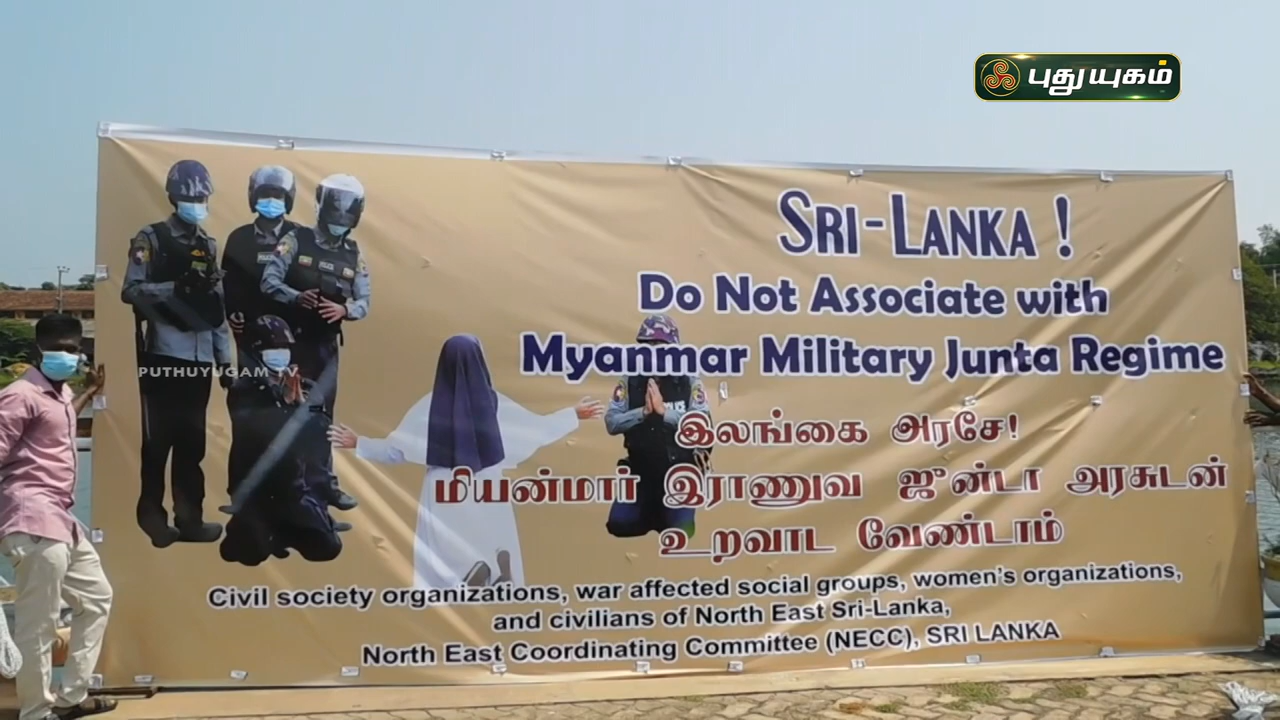 புதுயுகம்
SRI-LANKA !
Do Not Associate with
Myanmar Military Junta Regime
PUTHUYUGAM TV
POLICE
இலங்கை அரசே!
மியன்மார் இராணுவ ஜுன்டா அரசுடன்
உறவாட வேண்டாம்
Civil society organizations, war affected social groups, women's organizations,
and civilians of North East Sri-Lanka,
North East Coordinating Committee (NECC), SRI LANKA